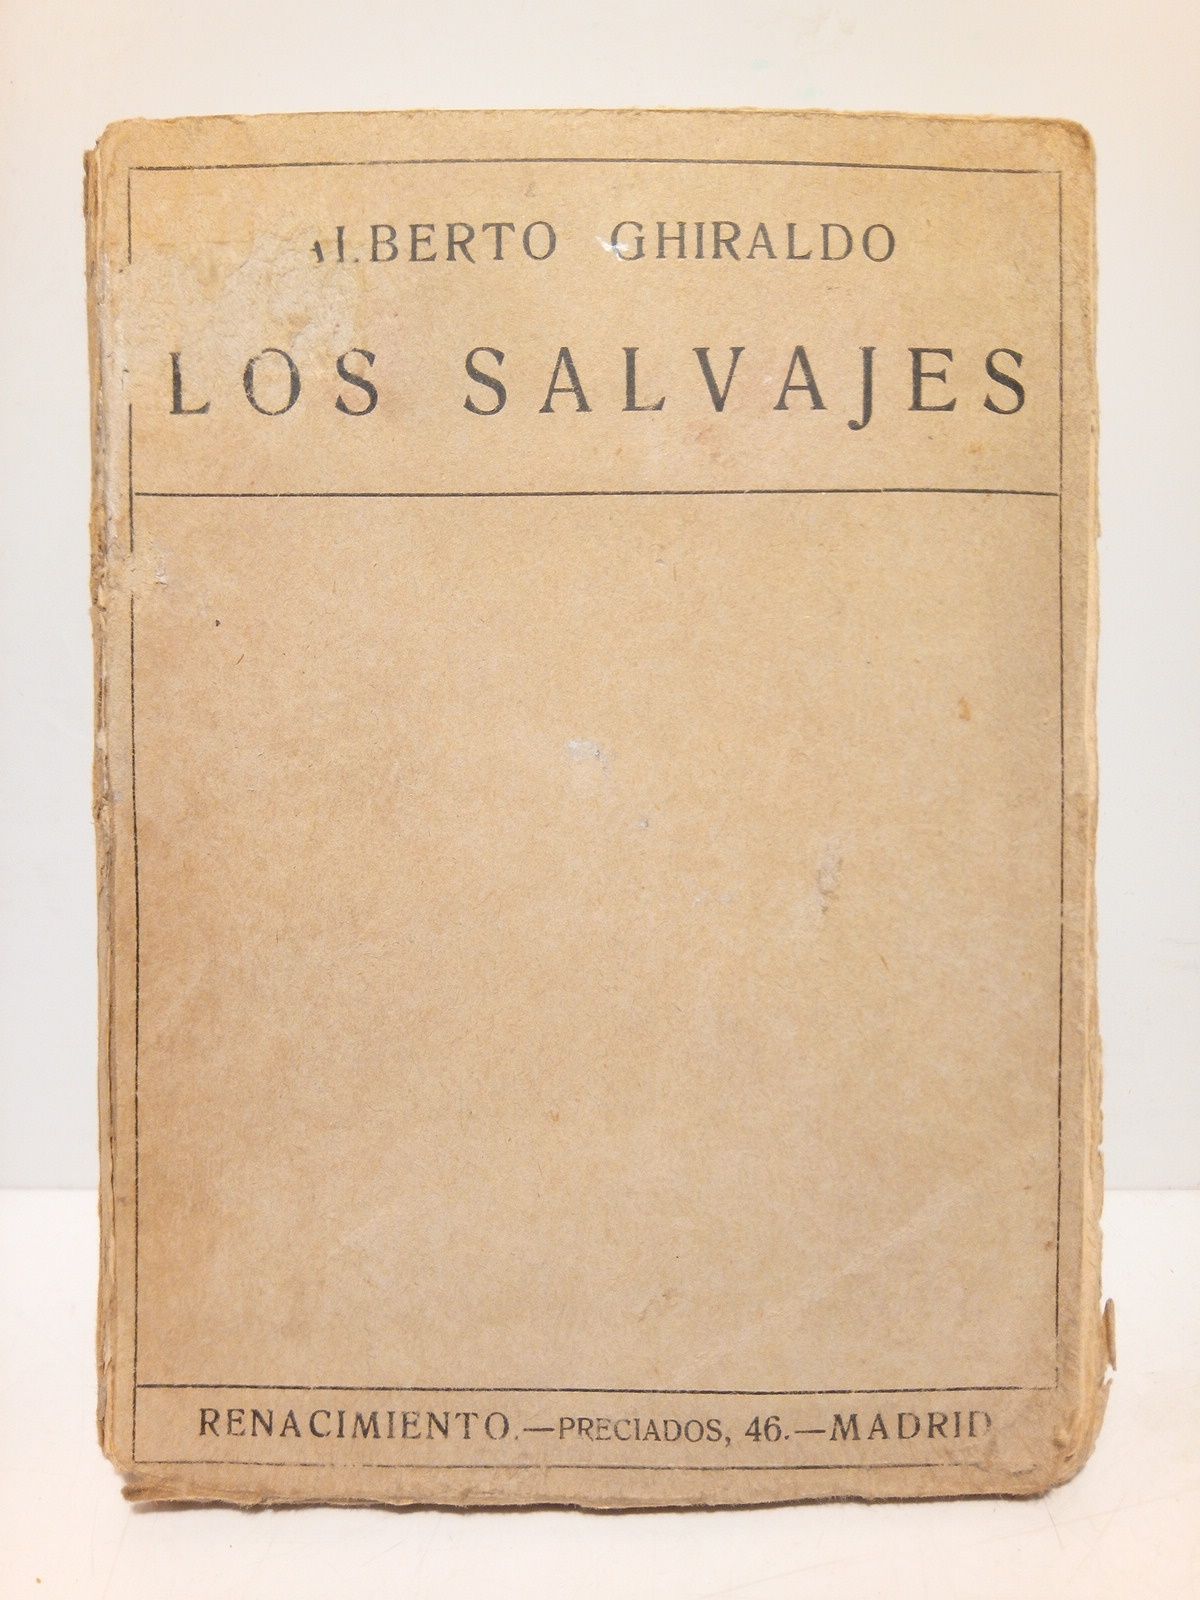 ALBERTO GHIRALDO
LOS SALVAJES
RENACIMIENTO.—PRECIADOS, 46.—MADRID